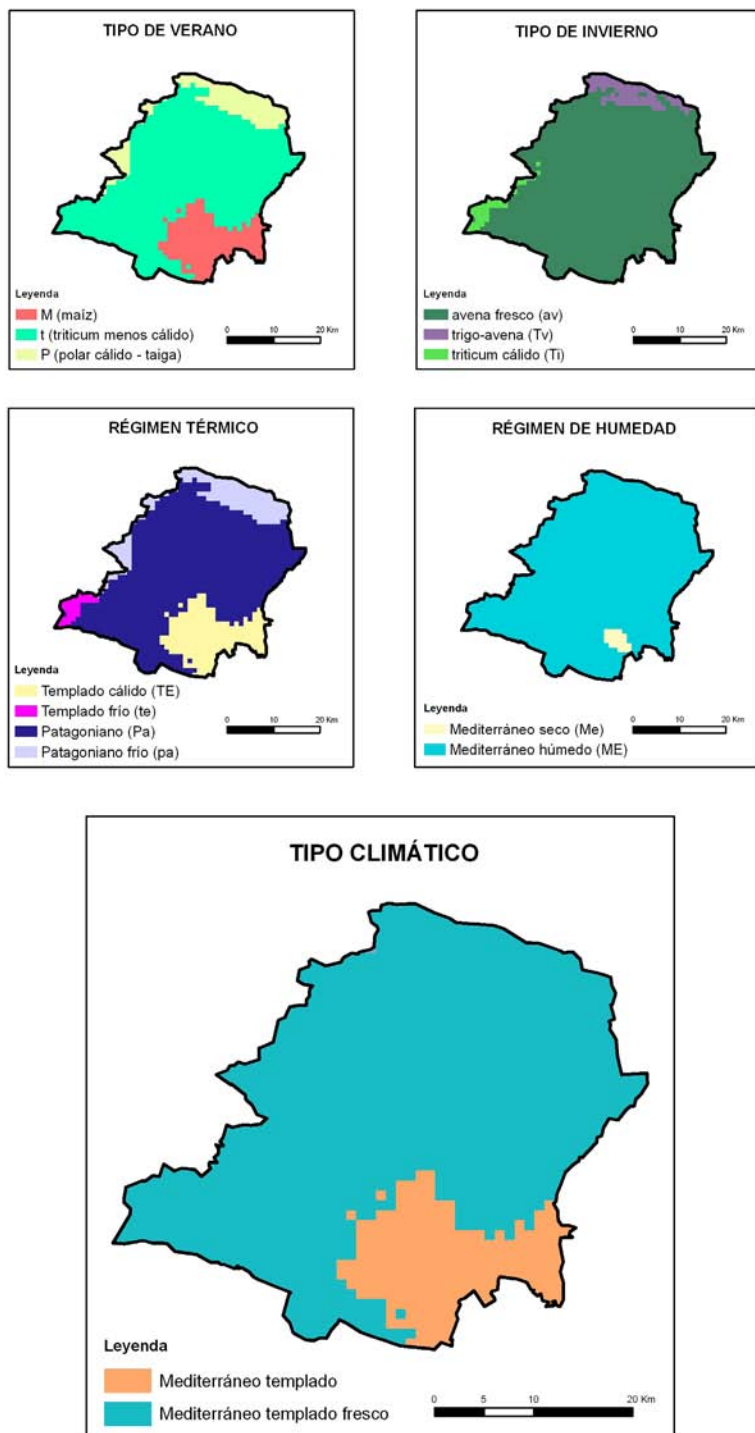 TIPO DE VERANO
Leyenda
M (maíz)
t (triticum menos cálido)
P (polar cálido - taiga)
0 10 20 Km
TIPO DE INVIERNO
Leyenda
avena fresco (av)
trigo-avena (Tv)
triticum cálido (Ti)
0 10 20 Km
RÉGIMEN TÉRMICO
Leyenda
Templado cálido (TE)
Templado frío (te)
Patagoniano (Pa)
Patagoniano frío (pa)
0 10 20 Km
RÉGIMEN DE HUMEDAD
Leyenda
Mediterráneo seco (Me)
Mediterráneo húmedo (ME)
0 10 20 Km
TIPO CLIMÁTICO
Leyenda
Mediterráneo templado
Mediterráneo templado fresco
0 5 10 20 Km